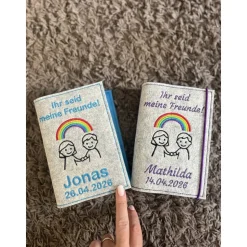 Ihr seid
meine Freunde!
Jonas
26.04.2026
Ihr seid
meine Freunde!
Mathilda
14.04.2026